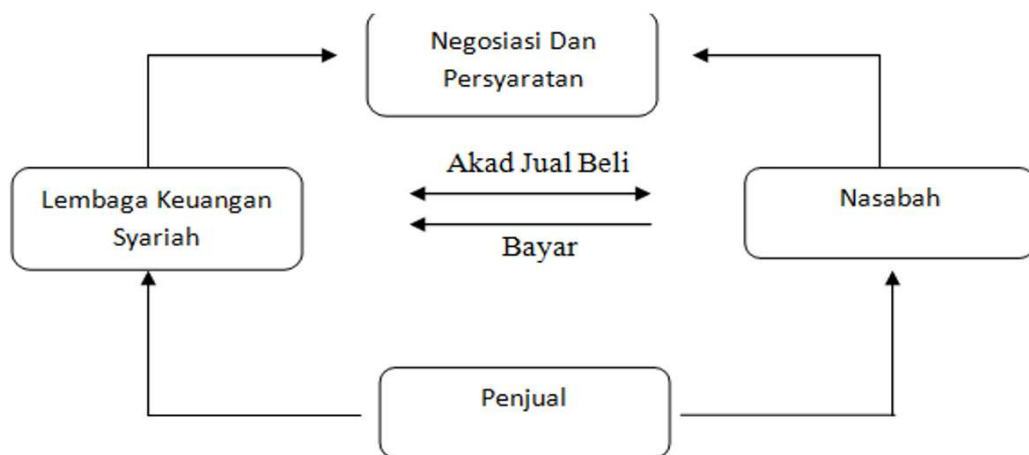 Negosiasi Dan
Persyaratan
Akad Jual Beli
Lembaga Keuangan
Syariah
Nasabah
Bayar
Penjual